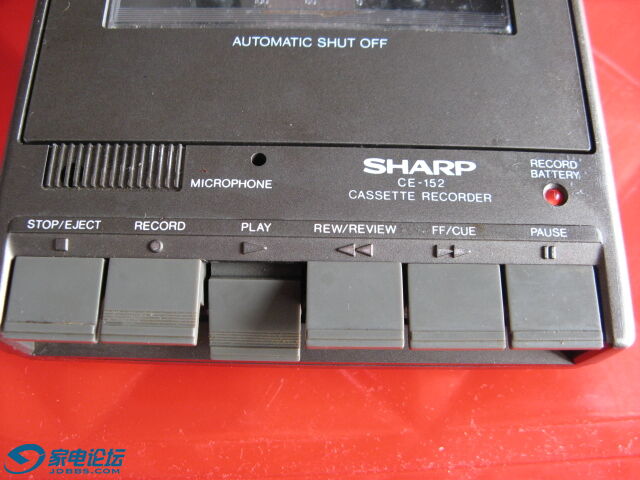 AUTOMATIC SHUT OFF
MICROPHONE
SHARP
CE-152
CASSETTE RECORDER
RECORD
BATTERY
STOP/EJECT RECORD PLAY REW/REVIEW FF/CUE PAUSE
家电论坛
JDBBS.COM